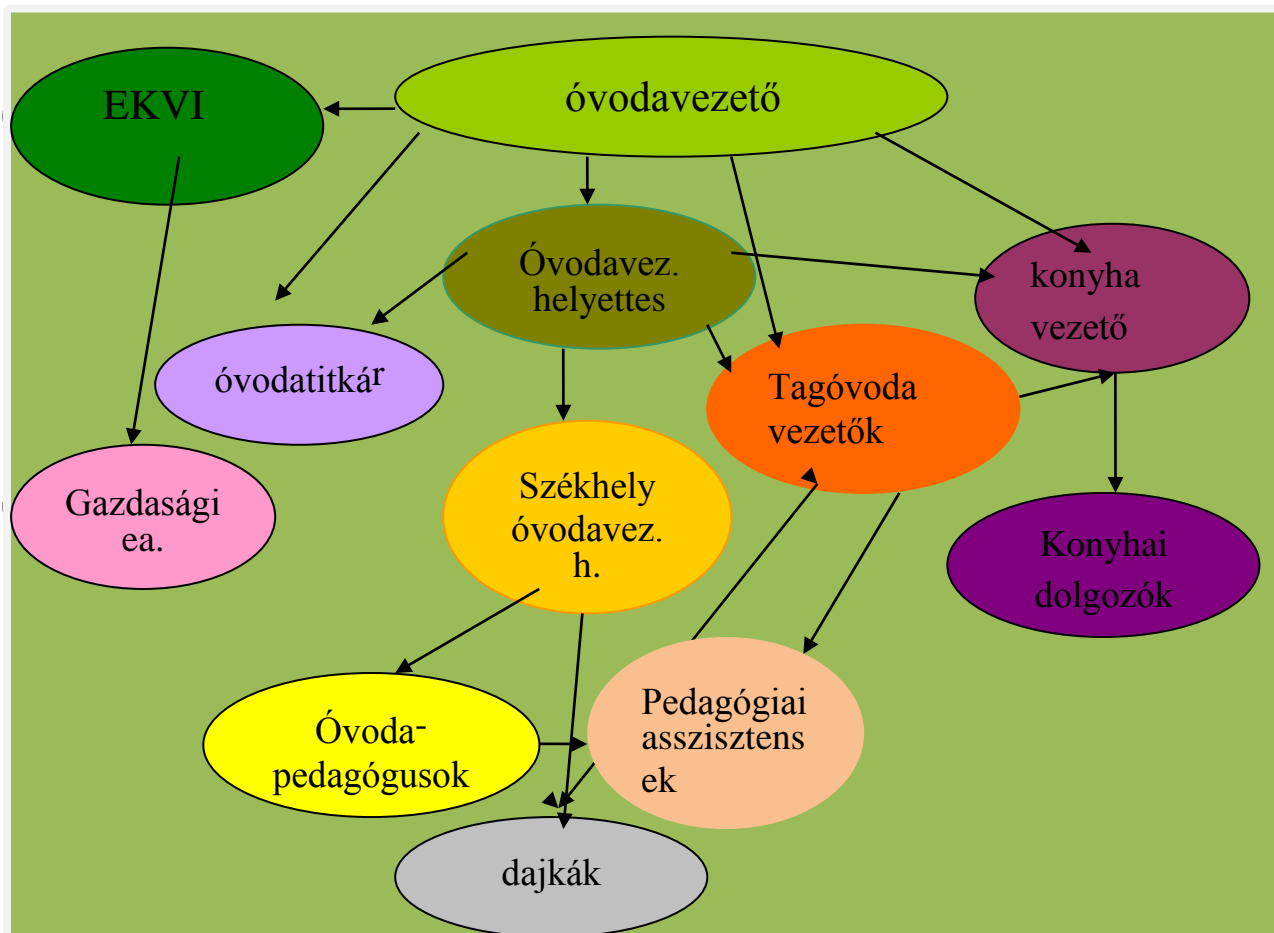 EKVI
óvodavezető
Óvodavez.
helyettes
konyha
vezető
óvodatitkár
Tagóvoda
vezetők
Gazdasági
ea.
Székhely
óvodavez.
h.
Konyhai
dolgozók
Óvoda-
pedagógusok
Pedagógiai
asszisztens
ek
dajkák